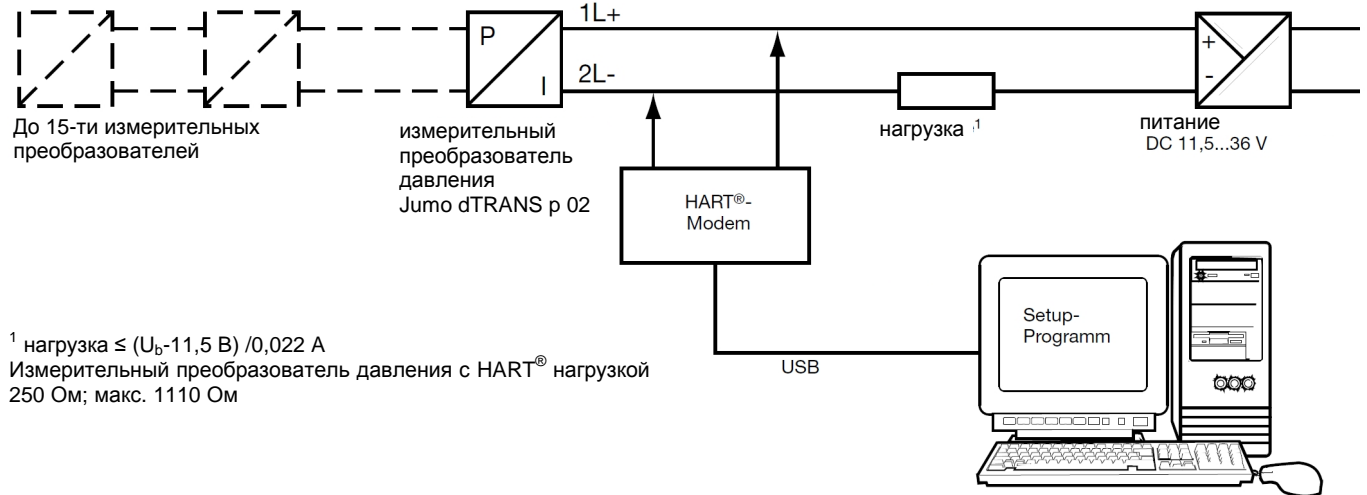 1L+
P
I
2L-
+
-
До 15-ти измерительных
преобразователей
измерительный
преобразователь
давления
Jumo dTRANS p 02
нагрузка ¹
питание
DC 11,5...36 V
HART®-
Modem
Setup-
Programm
USB
¹ нагрузка ≤ (U_b-11,5 В) /0,022 А
Измерительный преобразователь давления с HART® нагрузкой
250 Ом; макс. 1110 Ом